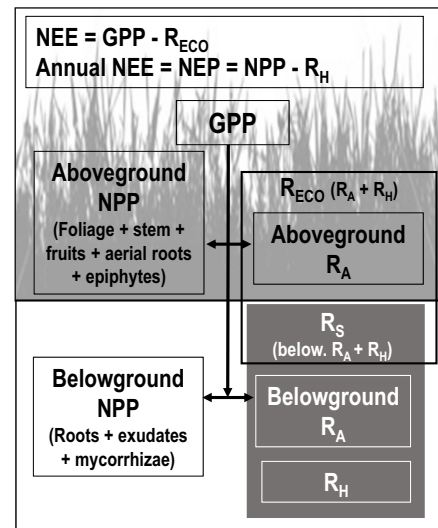 NEE = GPP - R_ECO
Annual NEE = NEP = NPP - R_H
GPP
Aboveground
NPP
(Foliage + stem +
fruits + aerial roots
+ epiphytes)
R_ECO (R_A + R_H)
Aboveground
R_A
R_S
(below. R_A + R_H)
Belowground
NPP
(Roots + exudates
+ mycorrhizae)
Belowground
R_A
R_H